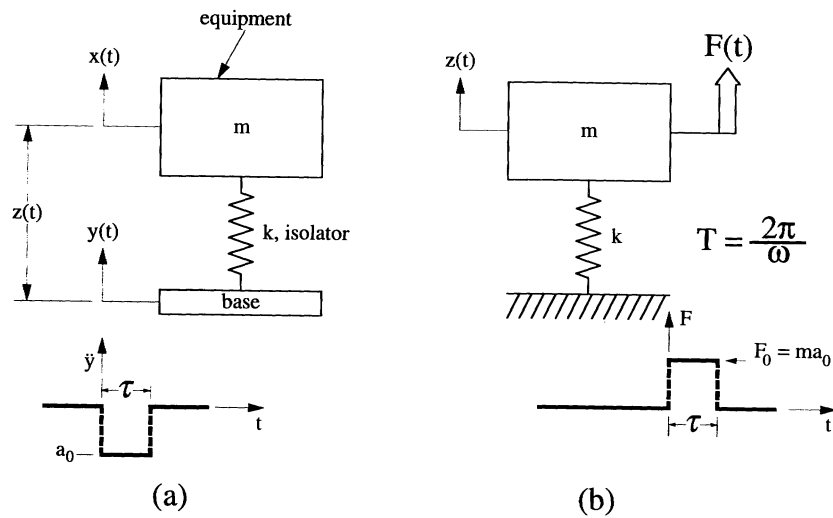 equipment
x(t)
m
z(t)
y(t)
k, isolator
base
ÿ
τ
t
a₀
(a)
z(t)
F(t)
m
k
T = 2π/ω
F
F₀ = ma₀
τ
t
(b)